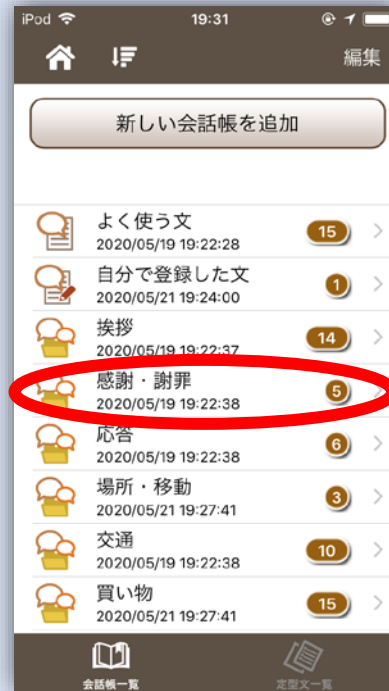 iPod 19:31
編集
新しい会話帳を追加
よく使う文 15
2020/05/19 19:22:28
自分で登録した文 1
2020/05/21 19:24:00
挨拶 14
2020/05/19 19:22:37
感謝・謝罪 5
2020/05/19 19:22:38
応答 6
2020/05/19 19:22:38
場所・移動 3
2020/05/21 19:27:41
交通 10
2020/05/19 19:22:38
買い物 15
2020/05/21 19:27:41
会話帳一覧 定型文一覧